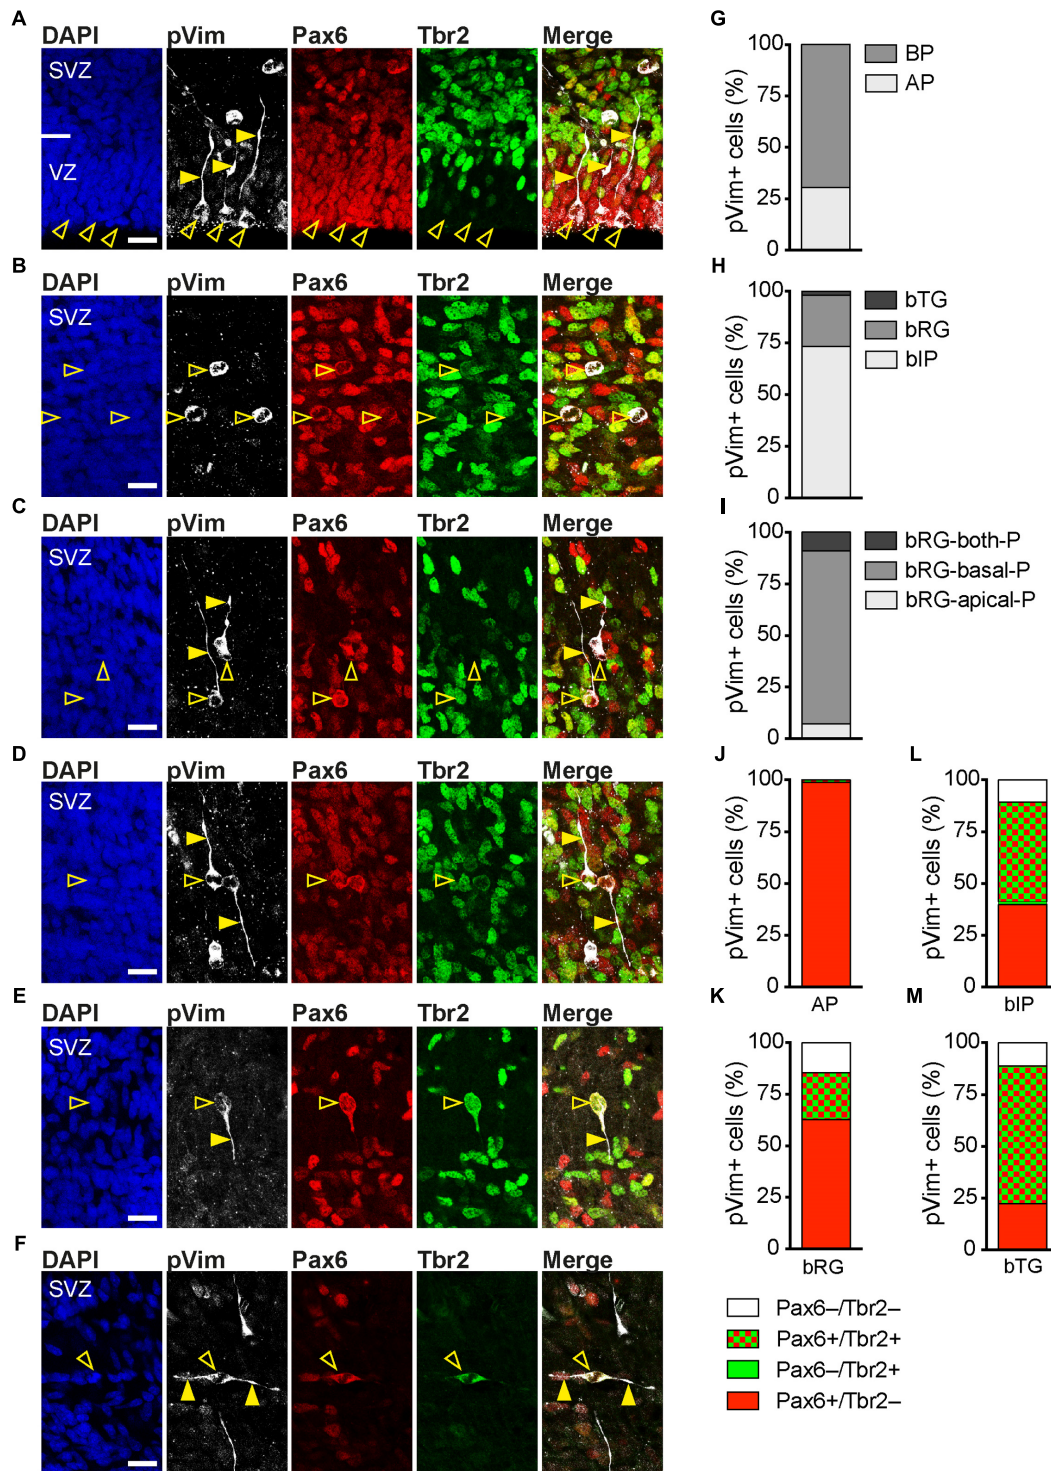 A
DAPI pVim Pax6 Tbr2 Merge
SVZ
VZ
B
DAPI pVim Pax6 Tbr2 Merge
SVZ
C
DAPI pVim Pax6 Tbr2 Merge
SVZ
D
DAPI pVim Pax6 Tbr2 Merge
SVZ
E
DAPI pVim Pax6 Tbr2 Merge
SVZ
F
DAPI pVim Pax6 Tbr2 Merge
SVZ
G
pVim+ cells (%)
100
75
50
25
0
BP
AP
H
pVim+ cells (%)
100
75
50
25
0
bTG
bRG
bIP
I
pVim+ cells (%)
100
75
50
25
0
bRG-both-P
bRG-basal-P
bRG-apical-P
J
pVim+ cells (%)
100
75
50
25
0
AP
L
pVim+ cells (%)
100
75
50
25
0
bIP
K
pVim+ cells (%)
100
75
50
25
0
bRG
M
pVim+ cells (%)
100
75
50
25
0
bTG
Pax6–/Tbr2–
Pax6+/Tbr2+
Pax6–/Tbr2+
Pax6+/Tbr2–